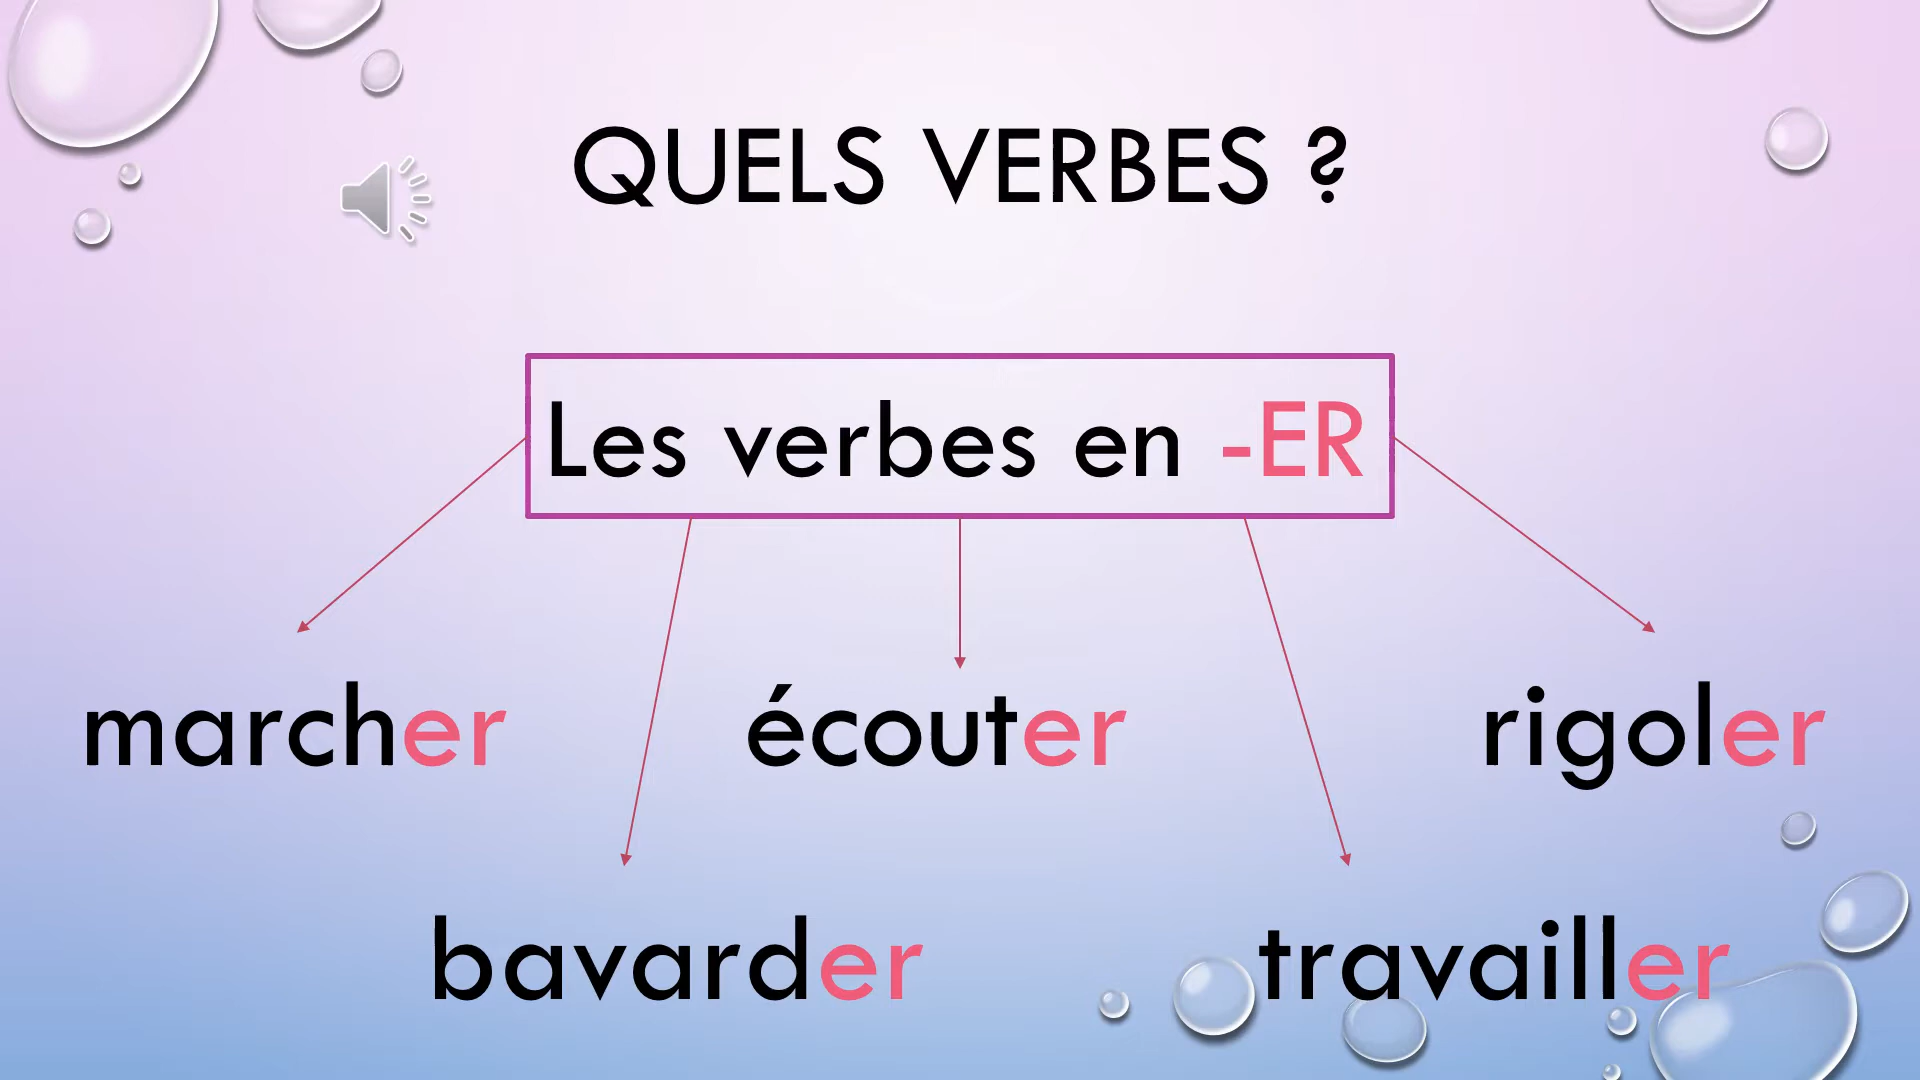 QUELS VERBES ?
Les verbes en -ER
marcher
écouter
rigoler
bavarder
travailler